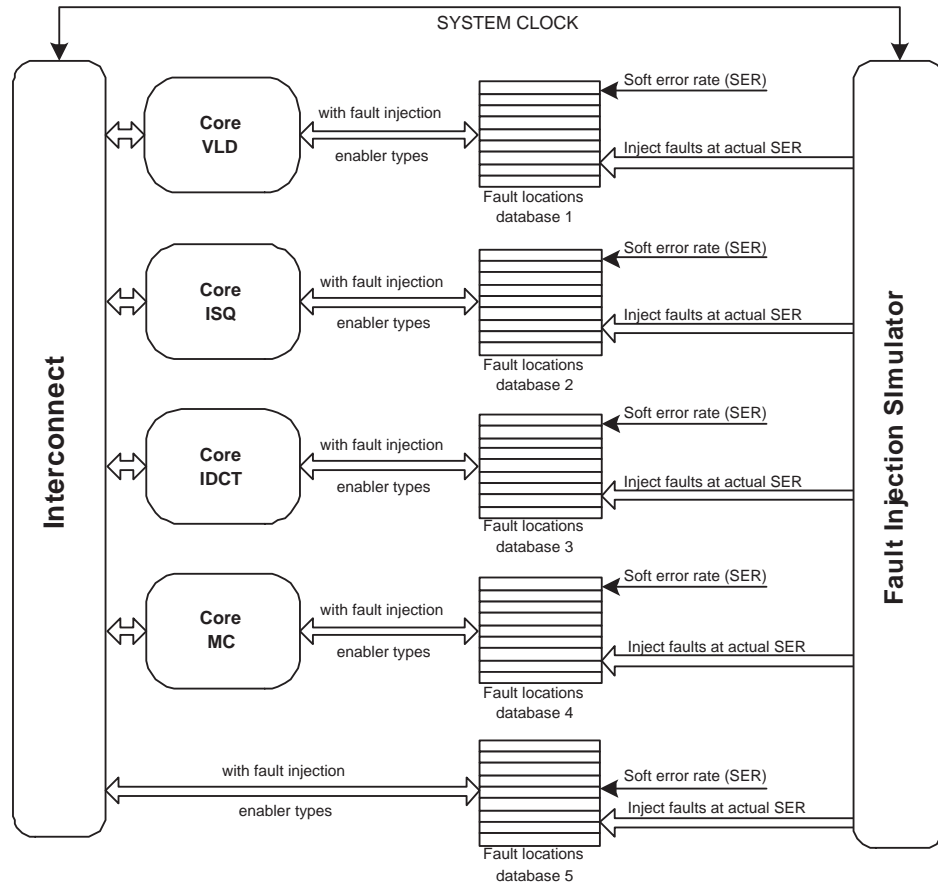 SYSTEM CLOCK
Interconnect
Fault Injection SImulator
Core
VLD
with fault injection
enabler types
Soft error rate (SER)
Inject faults at actual SER
Fault locations
database 1
Core
ISQ
with fault injection
enabler types
Soft error rate (SER)
Inject faults at actual SER
Fault locations
database 2
Core
IDCT
with fault injection
enabler types
Soft error rate (SER)
Inject faults at actual SER
Fault locations
database 3
Core
MC
with fault injection
enabler types
Soft error rate (SER)
Inject faults at actual SER
Fault locations
database 4
with fault injection
enabler types
Soft error rate (SER)
Inject faults at actual SER
Fault locations
database 5